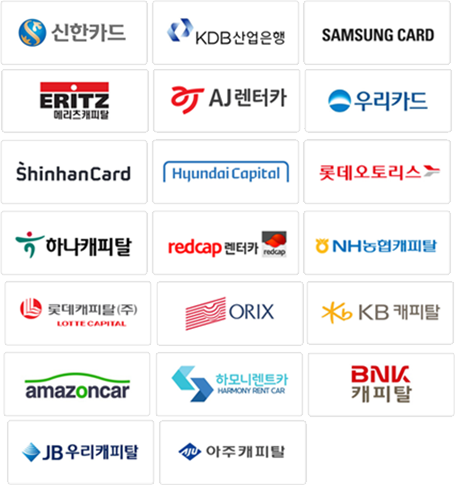 신한카드
KDB산업은행
SAMSUNG CARD
ERITZ
메리츠캐피탈
AJ렌터카
우리카드
ShinhanCard
Hyundai Capital
롯데오토리스
하나캐피탈
redcap 렌터카
redcap
NH농협캐피탈
롯데캐피탈(주)
LOTTE CAPITAL
ORIX
KB 캐피탈
amazoncar
하모니렌트카
HARMONY RENT CAR
BNK
캐피탈
JB우리캐피탈
AJU 아주캐피탈